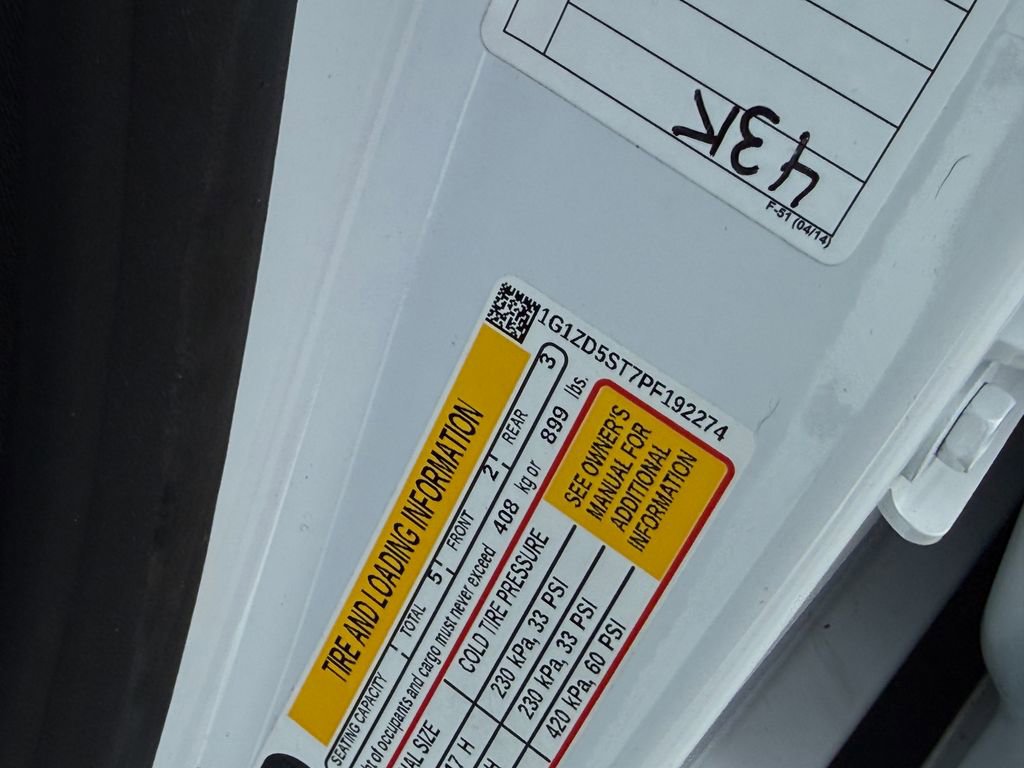 43K
F-51 (04/14)
1G1ZD5ST7PF192274
TIRE AND LOADING INFORMATION
SEATING CAPACITY TOTAL 5 FRONT 2 REAR 3
of occupants and cargo must never exceed 408 kg or 899 lbs.
SIZE COLD TIRE PRESSURE
H 230 kPa, 33 PSI
H 230 kPa, 33 PSI
420 kPa, 60 PSI
SEE OWNER'S
MANUAL FOR
ADDITIONAL
INFORMATION